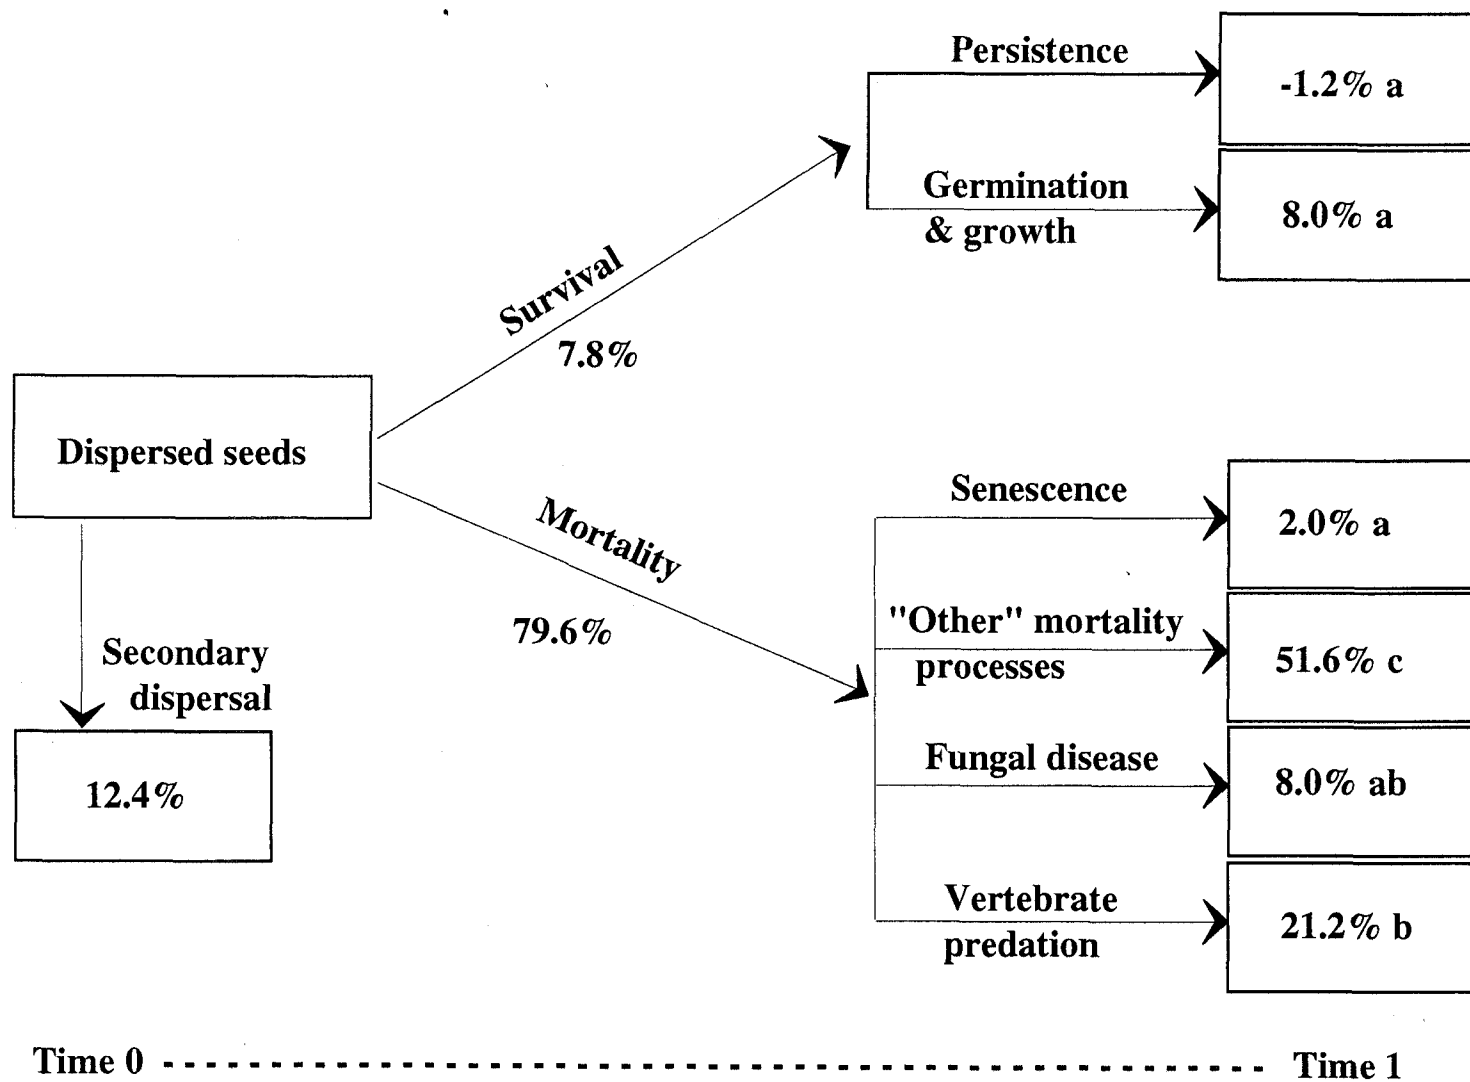 Persistence
-1.2% a
Germination
& growth
8.0% a
Survival
7.8%
Dispersed seeds
Mortality
79.6%
Senescence
2.0% a
"Other" mortality
processes
51.6% c
Secondary
dispersal
12.4%
Fungal disease
8.0% ab
Vertebrate
predation
21.2% b
Time 0
Time 1